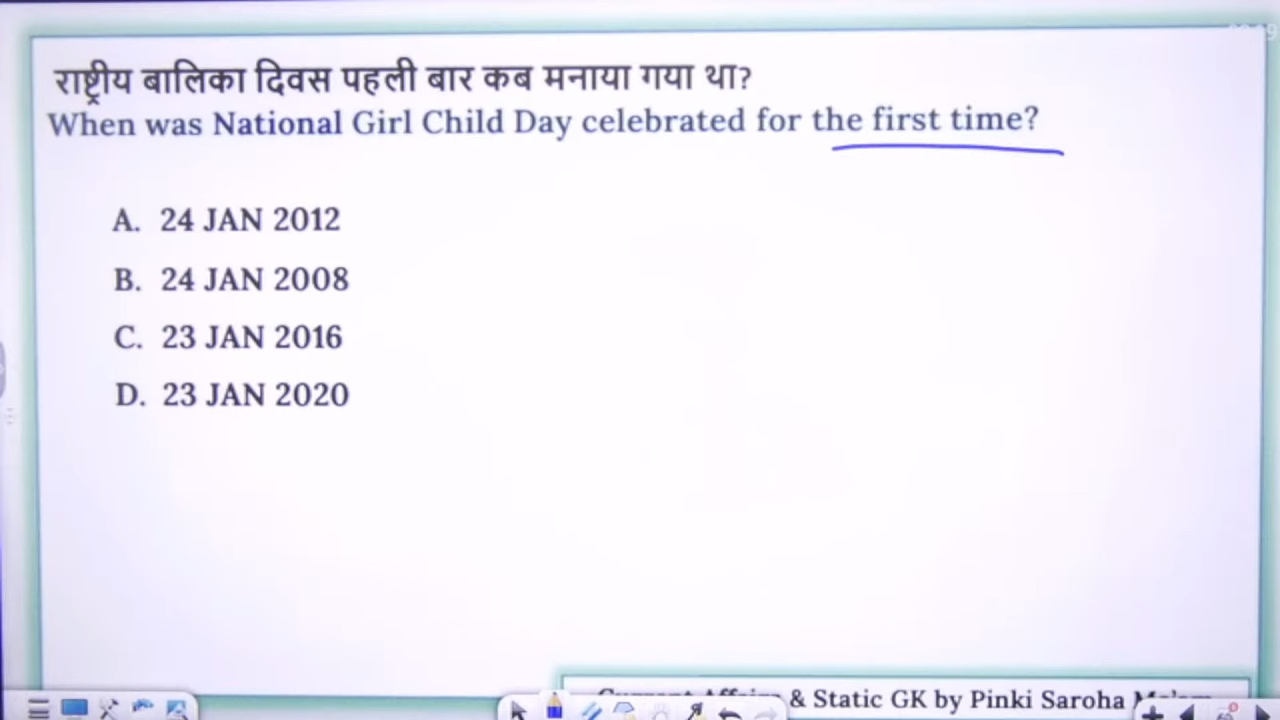 राष्ट्रीय बालिका दिवस पहली बार कब मनाया गया था?
When was National Girl Child Day celebrated for the first time?
A. 24 JAN 2012
B. 24 JAN 2008
C. 23 JAN 2016
D. 23 JAN 2020
& Static GK by Pinki Saroha